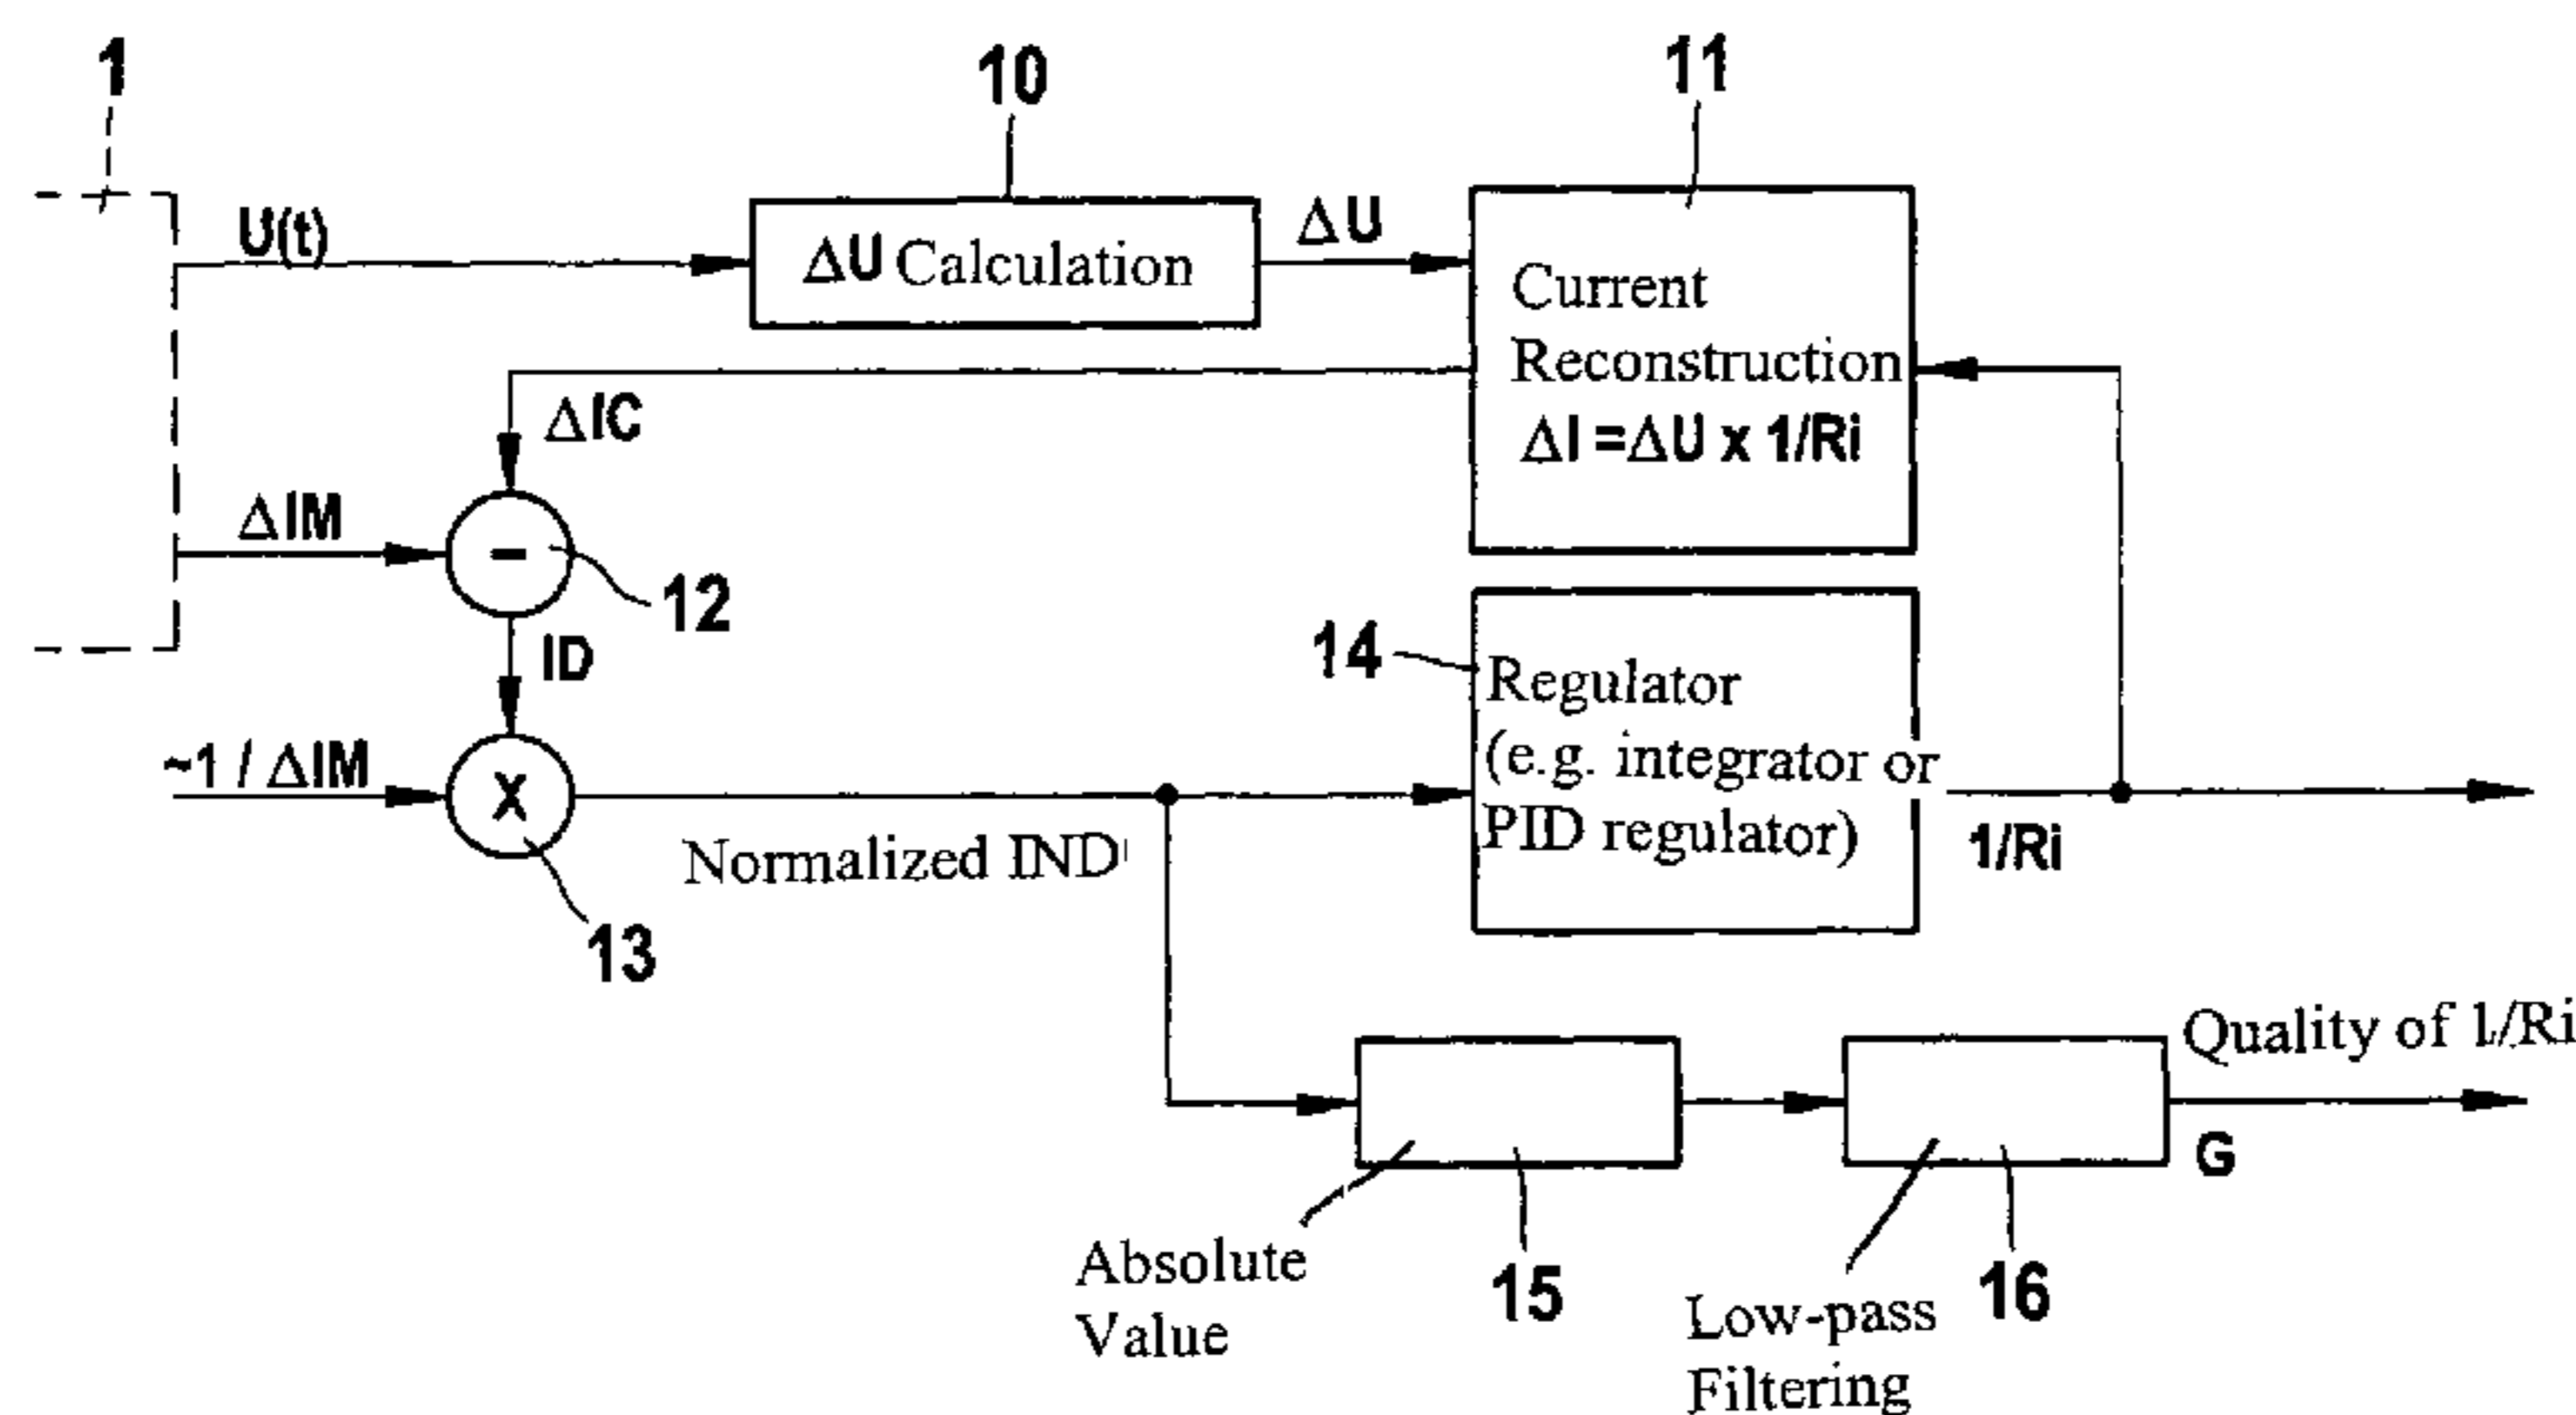 1
10
11
U(t)
ΔU Calculation
ΔU
Current
Reconstruction
ΔI =ΔU x 1/Ri
ΔIC
ΔIM
-
12
ID
14
Regulator
(e.g. integrator or
PID regulator)
~1 / ΔIM
X
Normalized IND
1/Ri
13
Quality of 1/Ri
G
Absolute
Value
15
Low-pass
Filtering
16